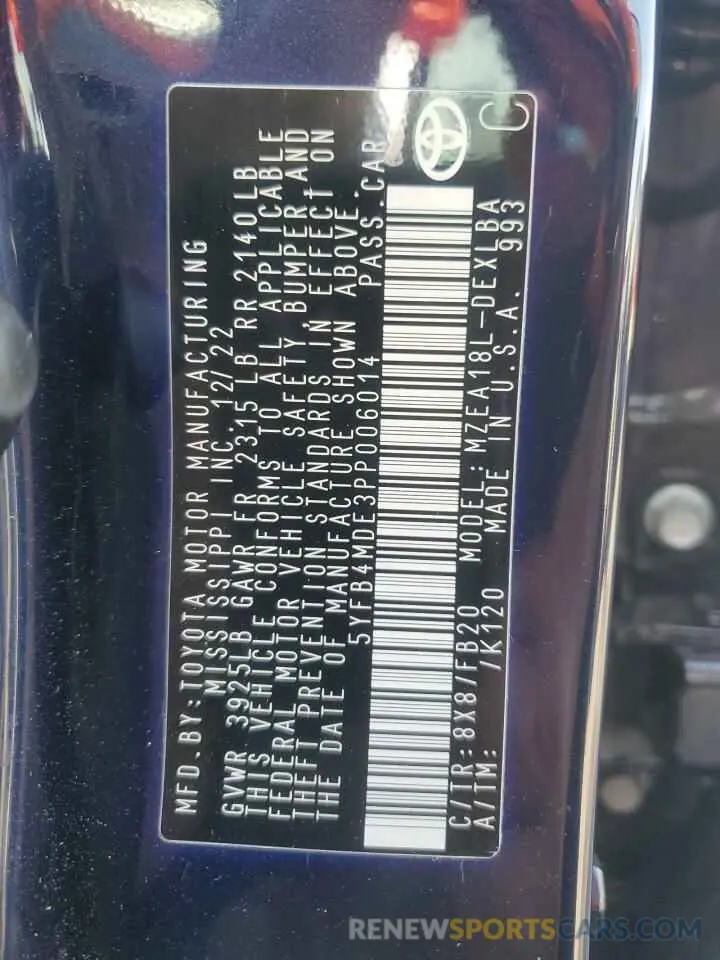 MFD.BY:TOYOTA MOTOR MANUFACTURING
MISSISSIPPI INC. 12/22
GVWR 3925LB GAWR FR 2315 LB RR 2140LB
THIS VEHICLE CONFORMS TO ALL APPLICABLE
FEDERAL MOTOR VEHICLE SAFETY, BUMPER, AND
THEFT PREVENTION STANDARDS IN EFFECT ON
THE DATE OF MANUFACTURE SHOWN ABOVE.
5YFB4MDE3PP006014 PASS.CAR
C/TR:8X8/FB20 MODEL:MZEA18L-DEXLBA
A/TM: /K120 MADE IN U.S.A. 993
C
RENEWSPORTSCARS.COM